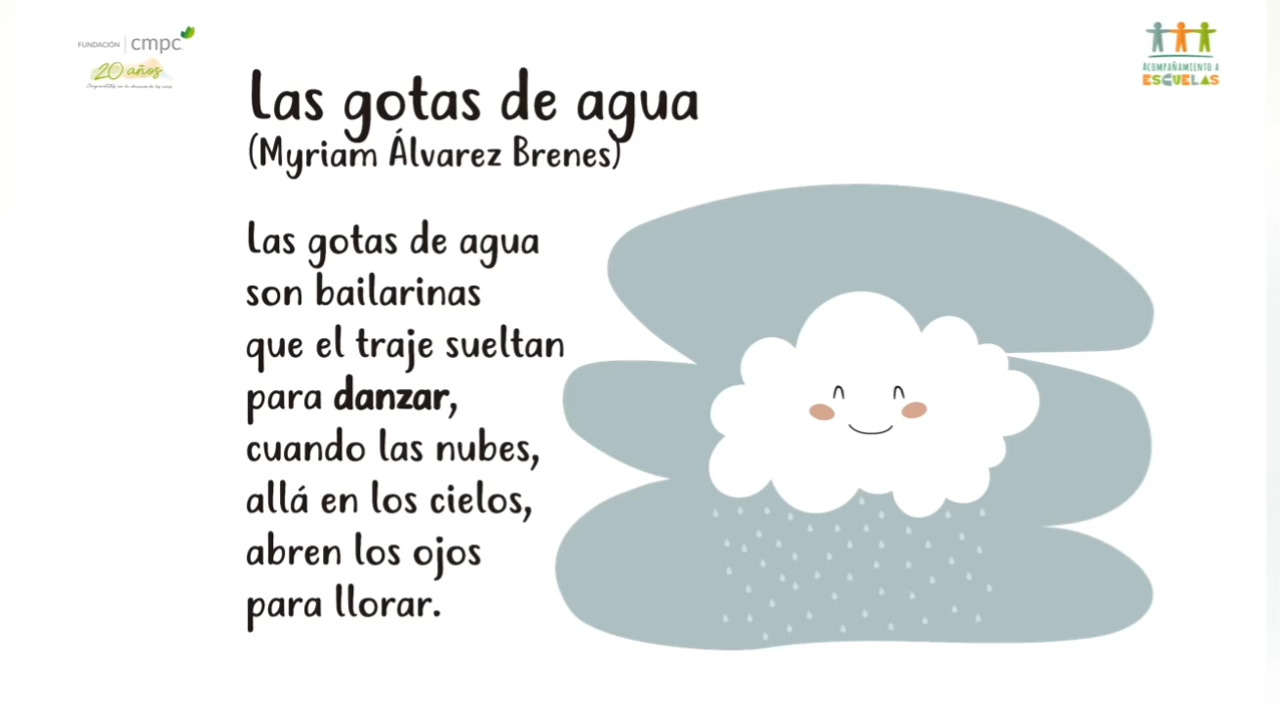 FUNDACIÓN cmpc
20 años
ACOMPAÑAMIENTO A
ESCUELAS
Las gotas de agua
(Myriam Álvarez Brenes)
Las gotas de agua
son bailarinas
que el traje sueltan
para danzar,
cuando las nubes,
allá en los cielos,
abren los ojos
para llorar.